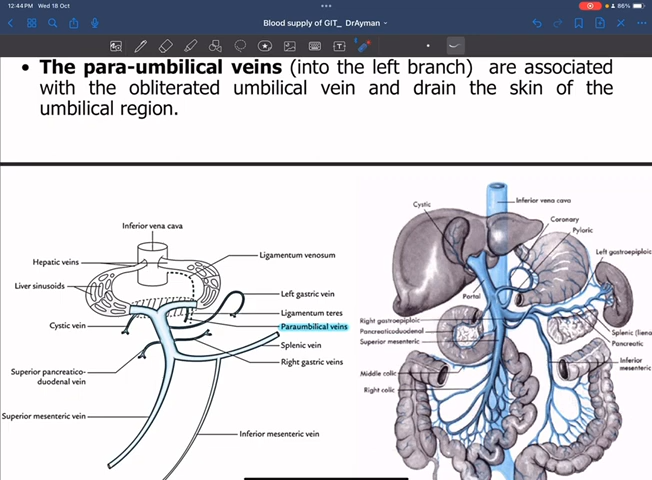 12:44 PM Wed 18 Oct
86%
Blood supply of GIT_ DrAyman
• The para-umbilical veins (into the left branch) are associated
with the obliterated umbilical vein and drain the skin of the
umbilical region.
Inferior vena cava
Hepatic veins
Ligamentum venosum
Liver sinusoids
Left gastric vein
Ligamentum teres
Cystic vein
Paraumbilical veins
Splenic vein
Right gastric veins
Superior pancreatico-
duodenal vein
Superior mesenteric vein
Inferior mesenteric vein
Cystic
Inferior vena cava
Coronary
Pyloric
Left gastroepiploic
Portal
Right gastroepiploic
Pancreaticoduodenal
Superior mesenteric
Splenic (liena
Pancreatic
Inferior
mesenteric
Middle colic
Right colic